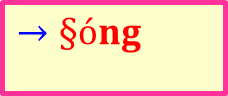 → §óng